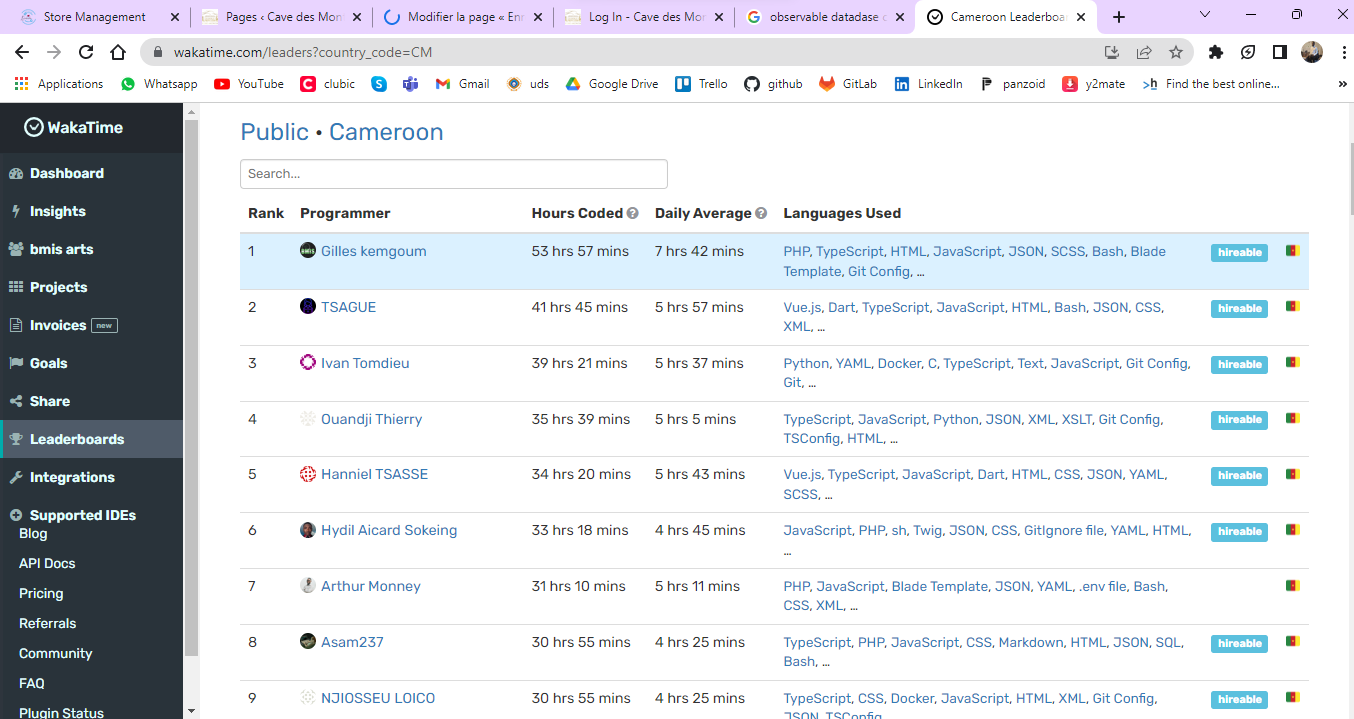 Store Management
Pages ‹ Cave des Mon
Modifier la page « Enr
Log In - Cave des Mor
observable datadase c
Cameroon Leaderboar
wakatime.com/leaders?country_code=CM
Applications Whatsapp YouTube clubic Gmail uds Google Drive Trello github GitLab LinkedIn panzoid y2mate Find the best online...
WakaTime
Dashboard
Insights
bmis arts
Projects
Invoices new
Goals
Share
Leaderboards
Integrations
Supported IDEs
Blog
API Docs
Pricing
Referrals
Community
FAQ
Plugin Status
Public • Cameroon
Search...
Rank Programmer Hours Coded Daily Average Languages Used
1 Gilles kemgoum 53 hrs 57 mins 7 hrs 42 mins PHP, TypeScript, HTML, JavaScript, JSON, SCSS, Bash, Blade hireable
Template, Git Config, …
2 TSAGUE 41 hrs 45 mins 5 hrs 57 mins Vue.js, Dart, TypeScript, JavaScript, HTML, Bash, JSON, CSS, hireable
XML, …
3 Ivan Tomdieu 39 hrs 21 mins 5 hrs 37 mins Python, YAML, Docker, C, TypeScript, Text, JavaScript, Git Config, hireable
Git, …
4 Ouandji Thierry 35 hrs 39 mins 5 hrs 5 mins TypeScript, JavaScript, Python, JSON, XML, XSLT, Git Config, hireable
TSConfig, HTML, …
5 Hanniel TSASSE 34 hrs 20 mins 5 hrs 43 mins Vue.js, TypeScript, JavaScript, Dart, HTML, CSS, JSON, YAML, hireable
SCSS, …
6 Hydil Aicard Sokeing 33 hrs 18 mins 4 hrs 45 mins JavaScript, PHP, sh, Twig, JSON, CSS, GitIgnore file, YAML, HTML, hireable
…
7 Arthur Monney 31 hrs 10 mins 5 hrs 11 mins PHP, JavaScript, Blade Template, JSON, YAML, .env file, Bash,
CSS, XML, …
8 Asam237 30 hrs 55 mins 4 hrs 25 mins TypeScript, PHP, JavaScript, CSS, Markdown, HTML, JSON, SQL, hireable
Bash, …
9 NJIOSSEU LOICO 30 hrs 55 mins 4 hrs 25 mins TypeScript, CSS, Docker, JavaScript, HTML, XML, Git Config, hireable
JSON, TSConfig